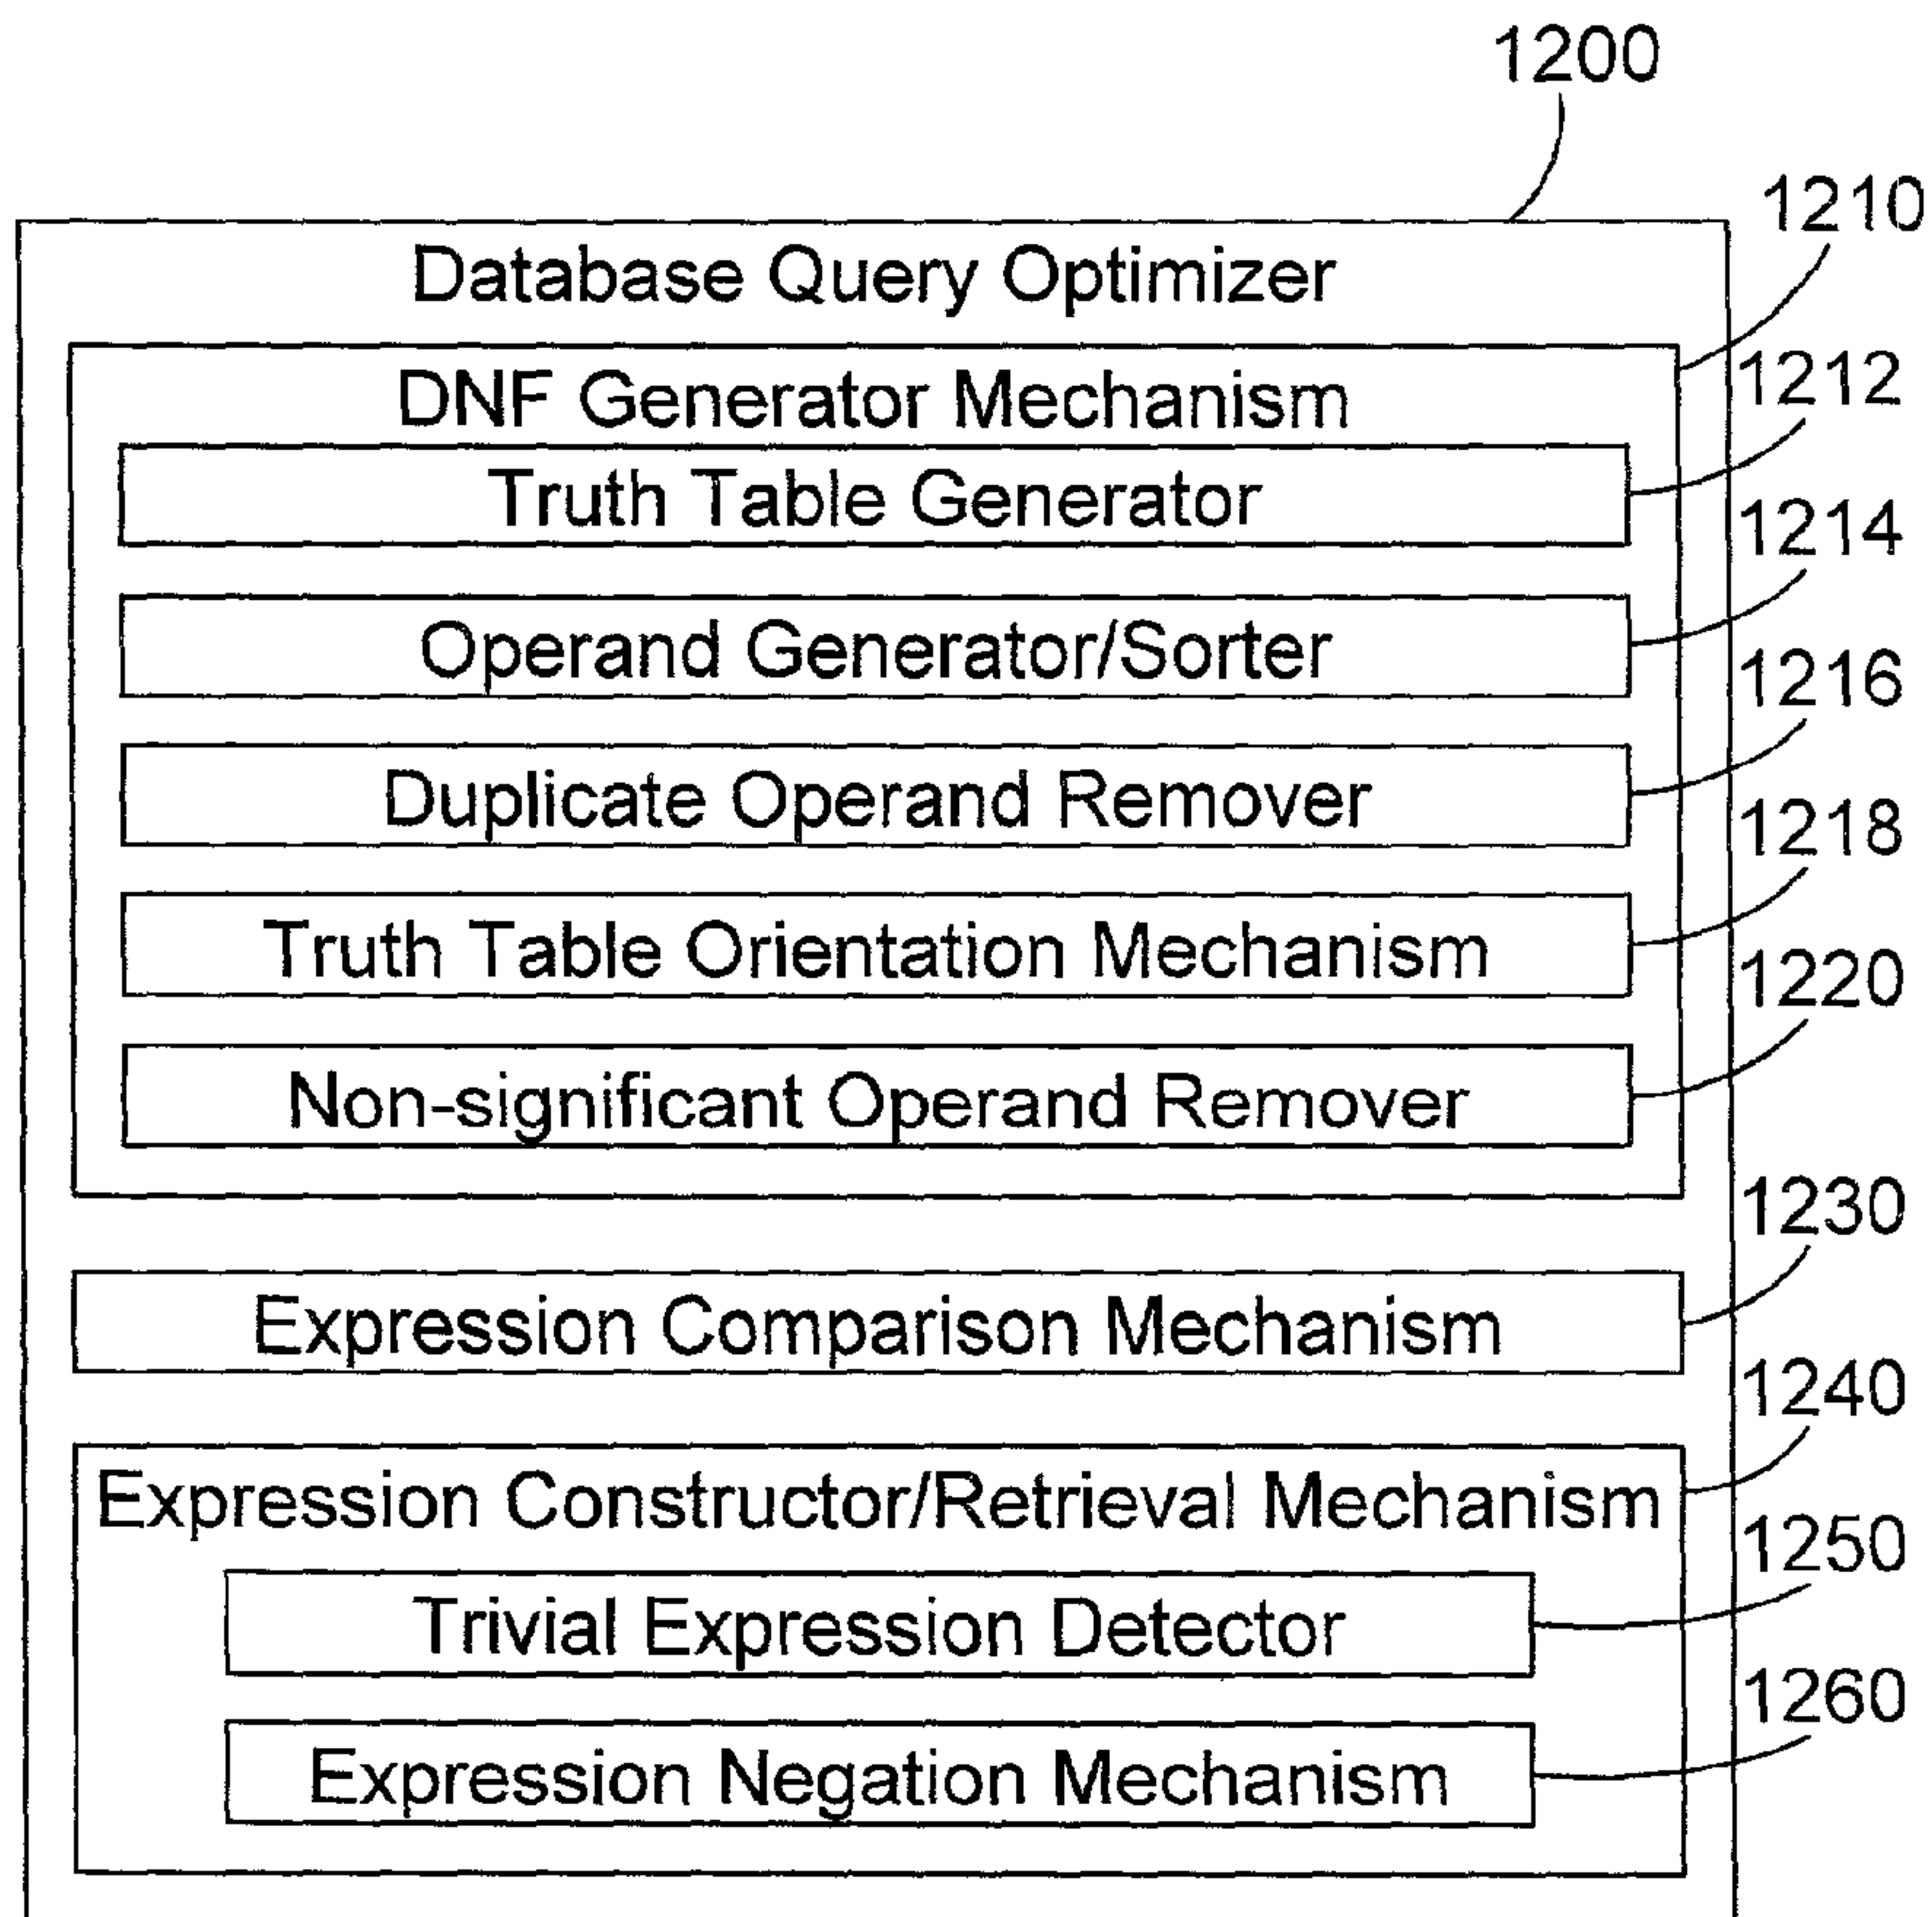 1200
1210
Database Query Optimizer
DNF Generator Mechanism
1212
Truth Table Generator
1214
Operand Generator/Sorter
1216
Duplicate Operand Remover
1218
Truth Table Orientation Mechanism
1220
Non-significant Operand Remover
1230
Expression Comparison Mechanism
1240
Expression Constructor/Retrieval Mechanism
1250
Trivial Expression Detector
1260
Expression Negation Mechanism